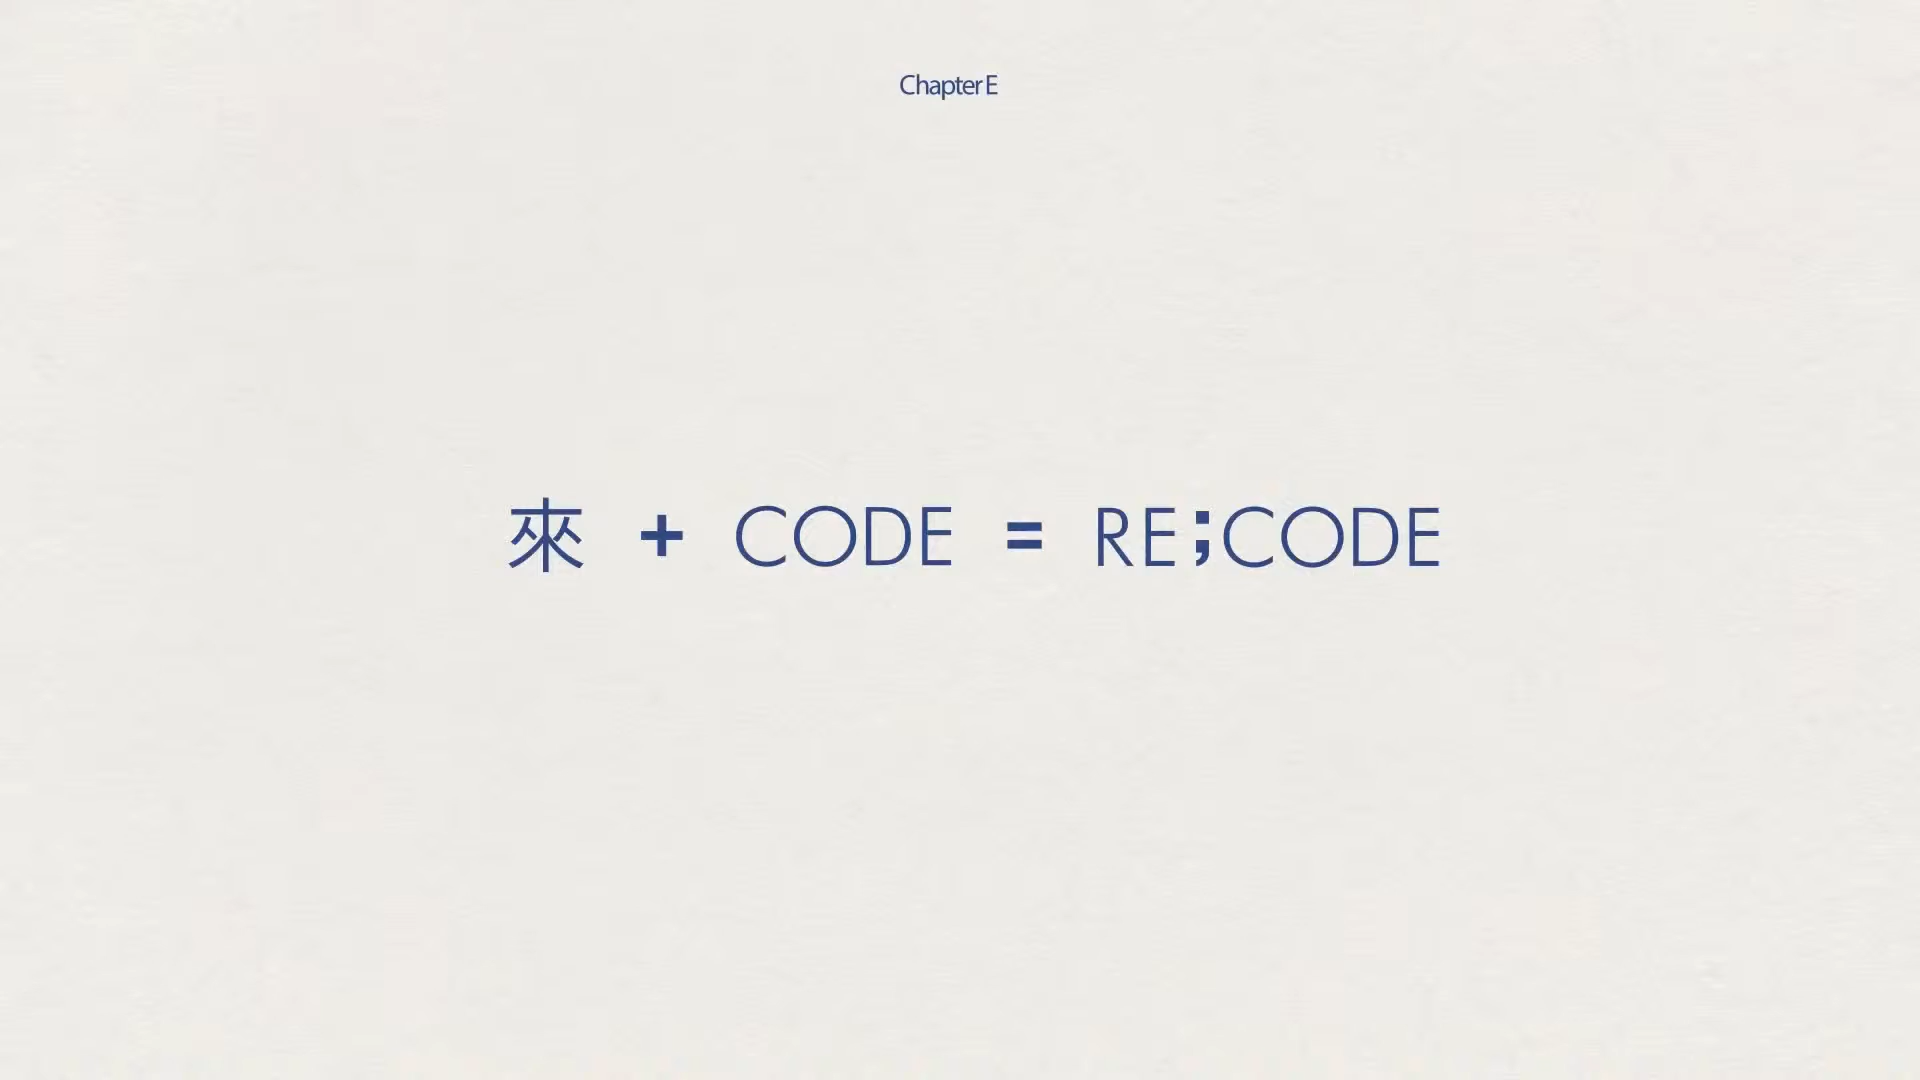 Chapter E
來 + CODE = RE;CODE